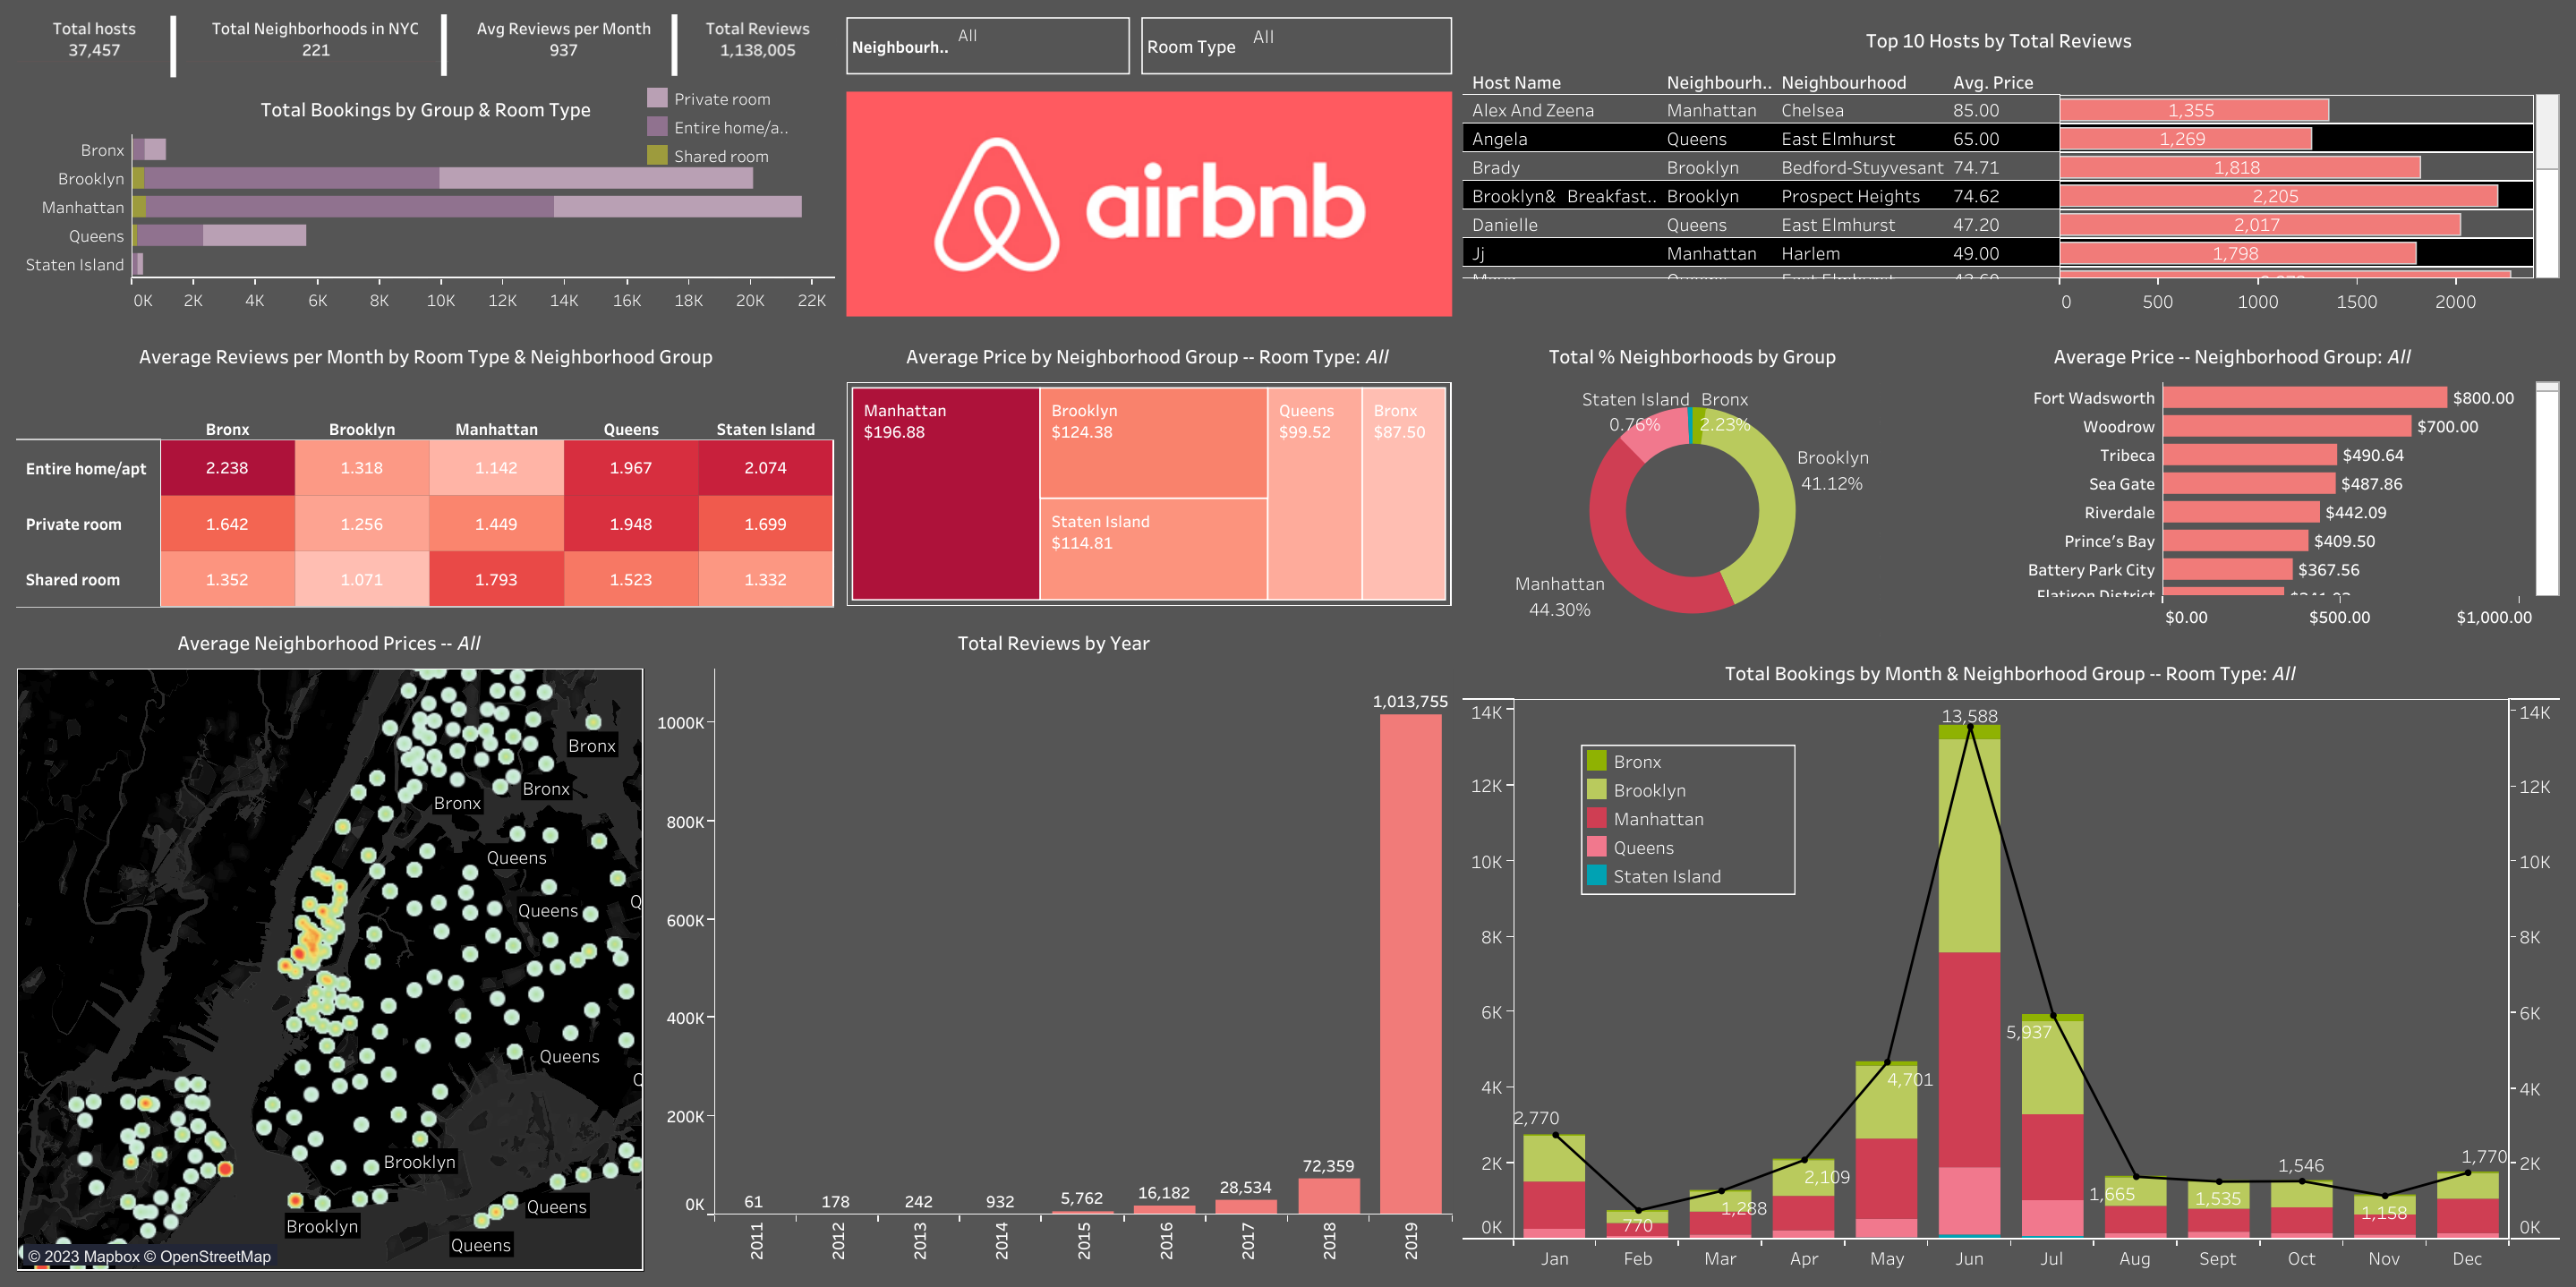 Total hosts
37,457
Total Neighborhoods in NYC
221
Avg Reviews per Month
937
Total Reviews
1,138,005
Neighbourh.. All
Room Type All
Total Bookings by Group & Room Type
Private room
Entire home/a..
Shared room
Bronx
Brooklyn
Manhattan
Queens
Staten Island
0K 2K 4K 6K 8K 10K 12K 14K 16K 18K 20K 22K
airbnb
Top 10 Hosts by Total Reviews
Host Name Neighbourh.. Neighbourhood Avg. Price
Alex And Zeena Manhattan Chelsea 85.00 1,355
Angela Queens East Elmhurst 65.00 1,269
Brady Brooklyn Bedford-Stuyvesant 74.71 1,818
Brooklyn& Breakfast.. Brooklyn Prospect Heights 74.62 2,205
Danielle Queens East Elmhurst 47.20 2,017
Jj Manhattan Harlem 49.00 1,798
0 500 1000 1500 2000
Average Reviews per Month by Room Type & Neighborhood Group
Bronx Brooklyn Manhattan Queens Staten Island
Entire home/apt 2.238 1.318 1.142 1.967 2.074
Private room 1.642 1.256 1.449 1.948 1.699
Shared room 1.352 1.071 1.793 1.523 1.332
Average Price by Neighborhood Group -- Room Type: All
Manhattan
$196.88
Brooklyn
$124.38
Staten Island
$114.81
Queens
$99.52
Bronx
$87.50
Total % Neighborhoods by Group
Staten Island
0.76%
Bronx
2.23%
Brooklyn
41.12%
Manhattan
44.30%
Average Price -- Neighborhood Group: All
Fort Wadsworth $800.00
Woodrow $700.00
Tribeca $490.64
Sea Gate $487.86
Riverdale $442.09
Prince's Bay $409.50
Battery Park City $367.56
Flatiron District
$0.00 $500.00 $1,000.00
Average Neighborhood Prices -- All
Bronx
Bronx
Bronx
Queens
Queens
Q
Queens
Q
Brooklyn
Queens
Brooklyn
Queens
© 2023 Mapbox © OpenStreetMap
Total Reviews by Year
1000K
800K
600K
400K
200K
0K
61 178 242 932 5,762 16,182 28,534 72,359 1,013,755
2011 2012 2013 2014 2015 2016 2017 2018 2019
Total Bookings by Month & Neighborhood Group -- Room Type: All
Bronx
Brooklyn
Manhattan
Queens
Staten Island
14K 14K
12K 12K
10K 10K
8K 8K
6K 6K
4K 4K
2K 2K
0K 0K
2,770 770 1,288 2,109 4,701 13,588 5,937 1,665 1,535 1,546 1,158 1,770
Jan Feb Mar Apr May Jun Jul Aug Sept Oct Nov Dec